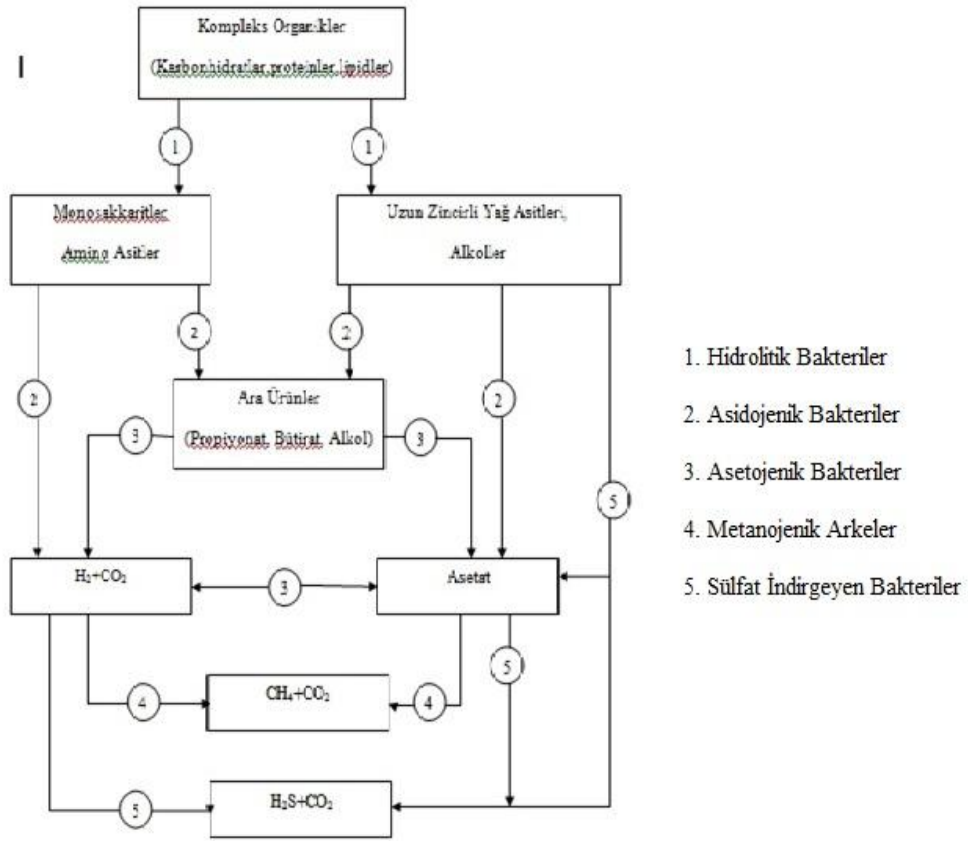 I
Kompleks Organikler
(Karbonhidratlar,proteinler,lipidler)
1
1
Monosakkaritler
Amino Asitler
Uzun Zincirli Yağ Asitleri,
Alkoller
2
2
2
2
Ara Ürünler
(Propiyonat, Bütirat, Alkol)
3
3
5
H₂+CO₂
3
Asetat
5
4
CH₄+CO₂
4
5
H₂S+CO₂
1. Hidrolitik Bakteriler
2. Asidojenik Bakteriler
3. Asetojenik Bakteriler
4. Metanojenik Arkeler
5. Sülfat İndirgeyen Bakteriler